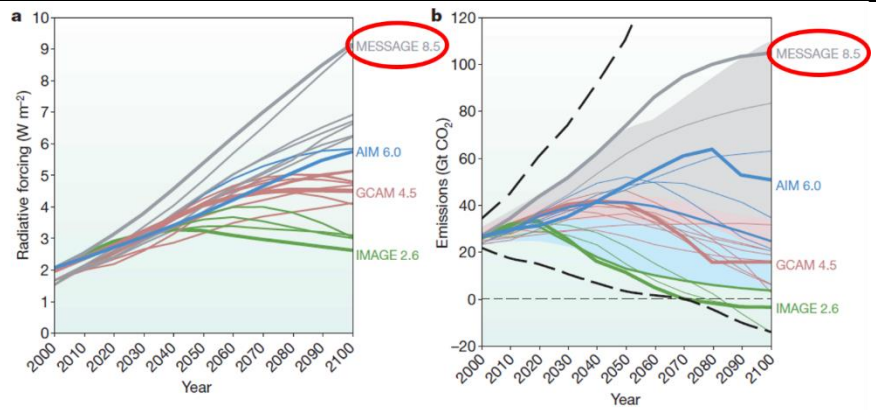 a
Radiative forcing (W m⁻²)
10
9
8
7
6
5
4
3
2
1
0
2000
2010
2020
2030
2040
2050
2060
2070
2080
2090
2100
Year
MESSAGE 8.5
AIM 6.0
GCAM 4.5
IMAGE 2.6
b
Emissions (Gt CO₂)
120
100
80
60
40
20
0
–20
2000
2010
2020
2030
2040
2050
2060
2070
2080
2090
2100
Year
MESSAGE 8.5
AIM 6.0
GCAM 4.5
IMAGE 2.6